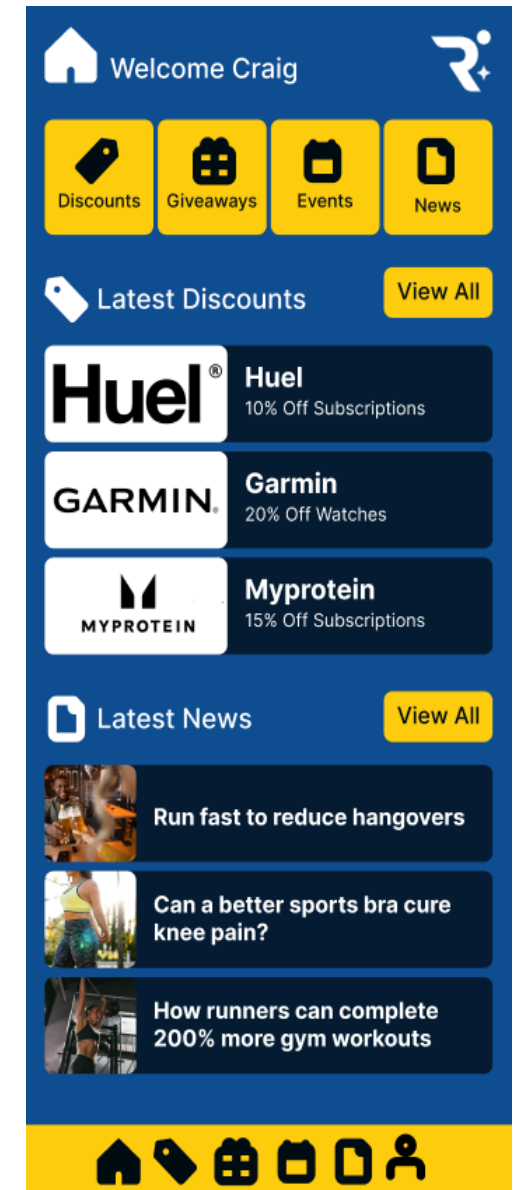 Welcome Craig
Discounts
Giveaways
Events
News
Latest Discounts
View All
Huel®
Huel
10% Off Subscriptions
GARMIN®
Garmin
20% Off Watches
MYPROTEIN
Myprotein
15% Off Subscriptions
Latest News
View All
Run fast to reduce hangovers
Can a better sports bra cure
knee pain?
How runners can complete
200% more gym workouts